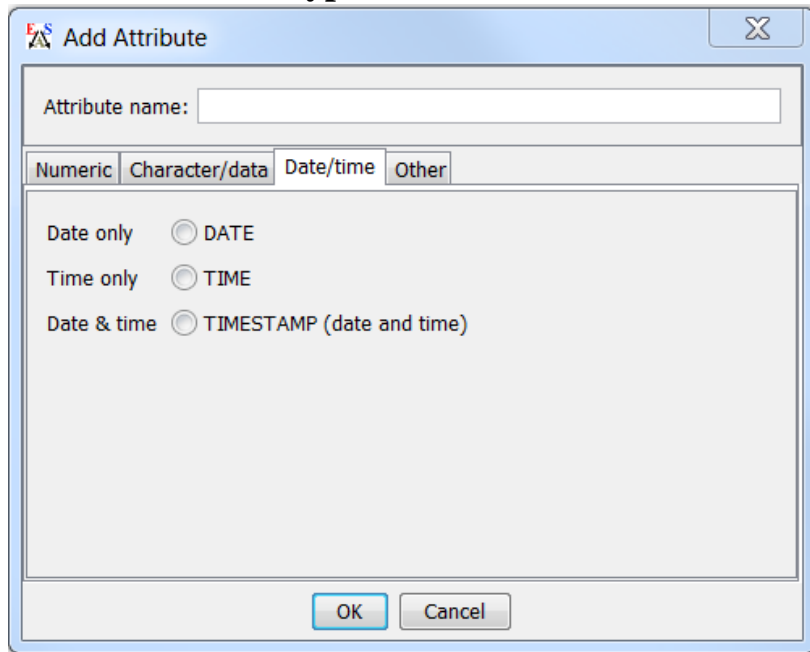 Add Attribute
Attribute name:
Numeric Character/data Date/time Other
Date only DATE
Time only TIME
Date & time TIMESTAMP (date and time)
OK Cancel